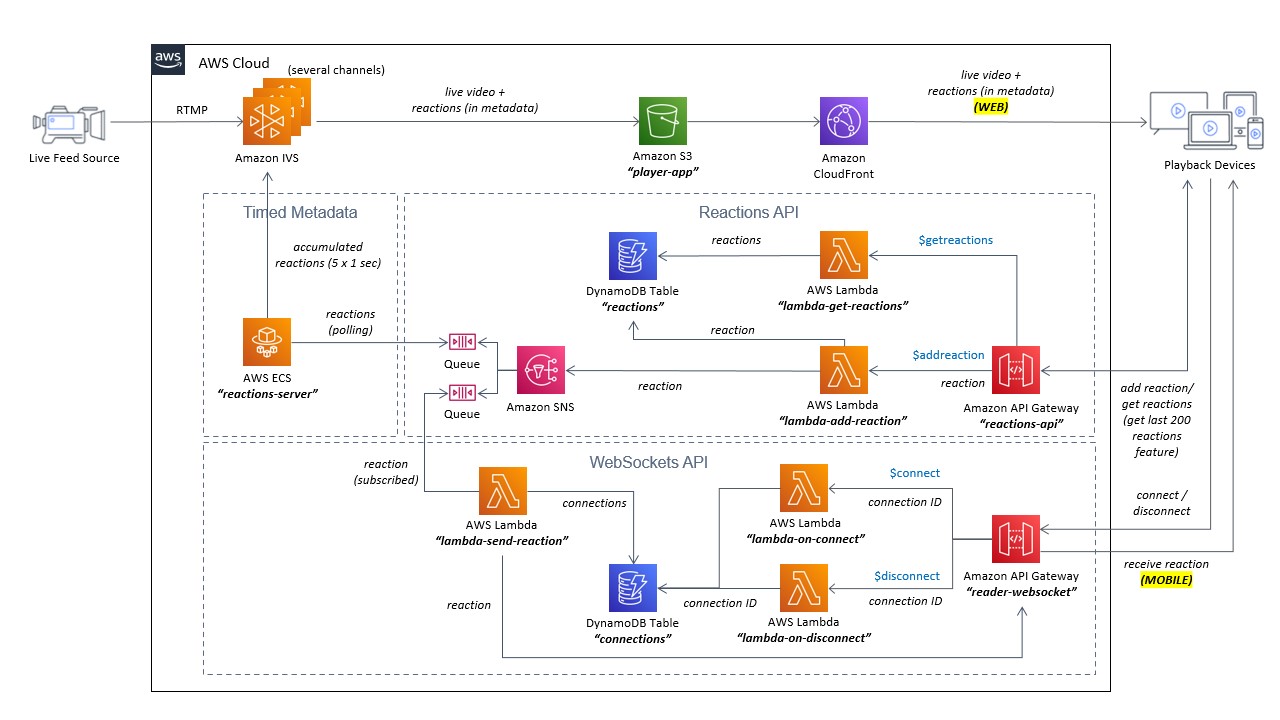 aws
AWS Cloud
(several channels)
RTMP
live video +
reactions (in metadata)
live video +
reactions (in metadata)
(WEB)
Live Feed Source
Amazon IVS
Amazon S3
“player-app”
Amazon
CloudFront
Playback Devices
Timed Metadata
accumulated
reactions (5 x 1 sec)
reactions
(polling)
AWS ECS
“reactions-server”
Reactions API
reactions
$getreactions
DynamoDB Table
“reactions”
AWS Lambda
“lambda-get-reactions”
reaction
$addreaction
reaction
Queue
Queue
Amazon SNS
reaction
AWS Lambda
“lambda-add-reaction”
Amazon API Gateway
“reactions-api”
add reaction/
get reactions
(get last 200
reactions
feature)
WebSockets API
reaction
(subscribed)
connections
$connect
connection ID
AWS Lambda
“lambda-send-reaction”
AWS Lambda
“lambda-on-connect”
connect /
disconnect
$disconnect
connection ID
connection ID
Amazon API Gateway
“reader-websocket”
receive reaction
(MOBILE)
reaction
DynamoDB Table
“connections”
AWS Lambda
“lambda-on-disconnect”